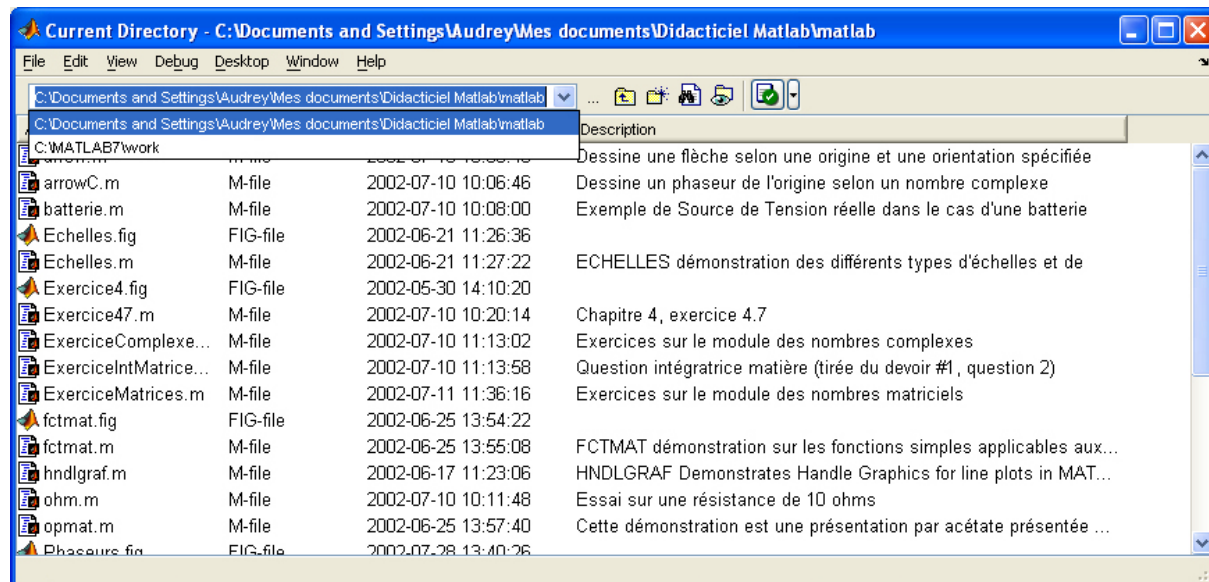 Current Directory - C:\Documents and Settings\Audrey\Mes documents\Didacticiel Matlab\matlab
File Edit View Debug Desktop Window Help
C:\Documents and Settings\Audrey\Mes documents\Didacticiel Matlab\matlab ...
C:\Documents and Settings\Audrey\Mes documents\Didacticiel Matlab\matlab Description
C:\MATLAB7\work
Dessine une flèche selon une origine et une orientation spécifiée
arrowC.m M-file 2002-07-10 10:06:46 Dessine un phaseur de l'origine selon un nombre complexe
batterie.m M-file 2002-07-10 10:08:00 Exemple de Source de Tension réelle dans le cas d'une batterie
Echelles.fig FIG-file 2002-06-21 11:26:36
Echelles.m M-file 2002-06-21 11:27:22 ECHELLES démonstration des différents types d'échelles et de
Exercice4.fig FIG-file 2002-05-30 14:10:20
Exercice47.m M-file 2002-07-10 10:20:14 Chapitre 4, exercice 4.7
ExerciceComplexe... M-file 2002-07-10 11:13:02 Exercices sur le module des nombres complexes
ExerciceIntMatrice... M-file 2002-07-10 11:13:58 Question intégratrice matière (tirée du devoir #1, question 2)
ExerciceMatrices.m M-file 2002-07-11 11:36:16 Exercices sur le module des nombres matriciels
fctmat.fig FIG-file 2002-06-25 13:54:22
fctmat.m M-file 2002-06-25 13:55:08 FCTMAT démonstration sur les fonctions simples applicables aux...
hndlgraf.m M-file 2002-06-17 11:23:06 HNDLGRAF Demonstrates Handle Graphics for line plots in MAT...
ohm.m M-file 2002-07-10 10:11:48 Essai sur une résistance de 10 ohms
opmat.m M-file 2002-06-25 13:57:40 Cette démonstration est une présentation par acétate présentée ...
Phaseurs.fig FIG-file 2002-07-28 13:40:26